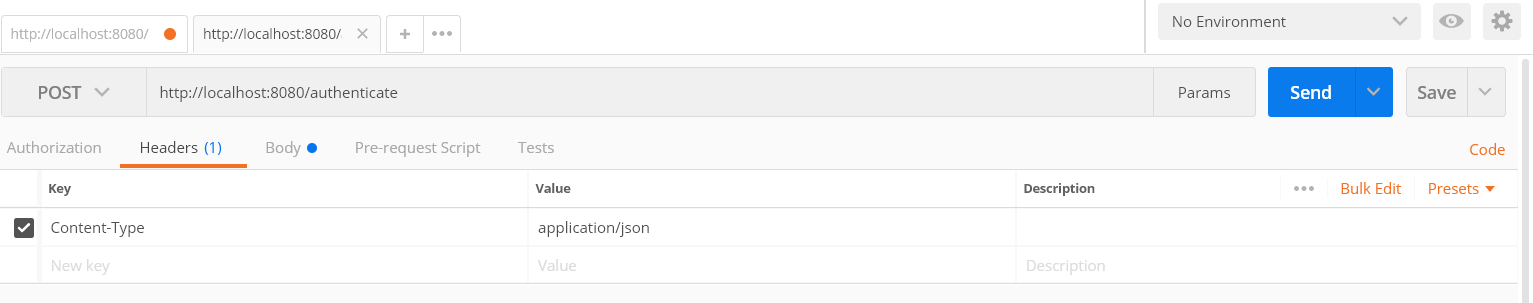 http://localhost:8080/ http://localhost:8080/ + No Environment
POST http://localhost:8080/authenticate Params Send Save
Authorization Headers (1) Body Pre-request Script Tests Code
Key Value Description Bulk Edit Presets
Content-Type application/json
New key Value Description